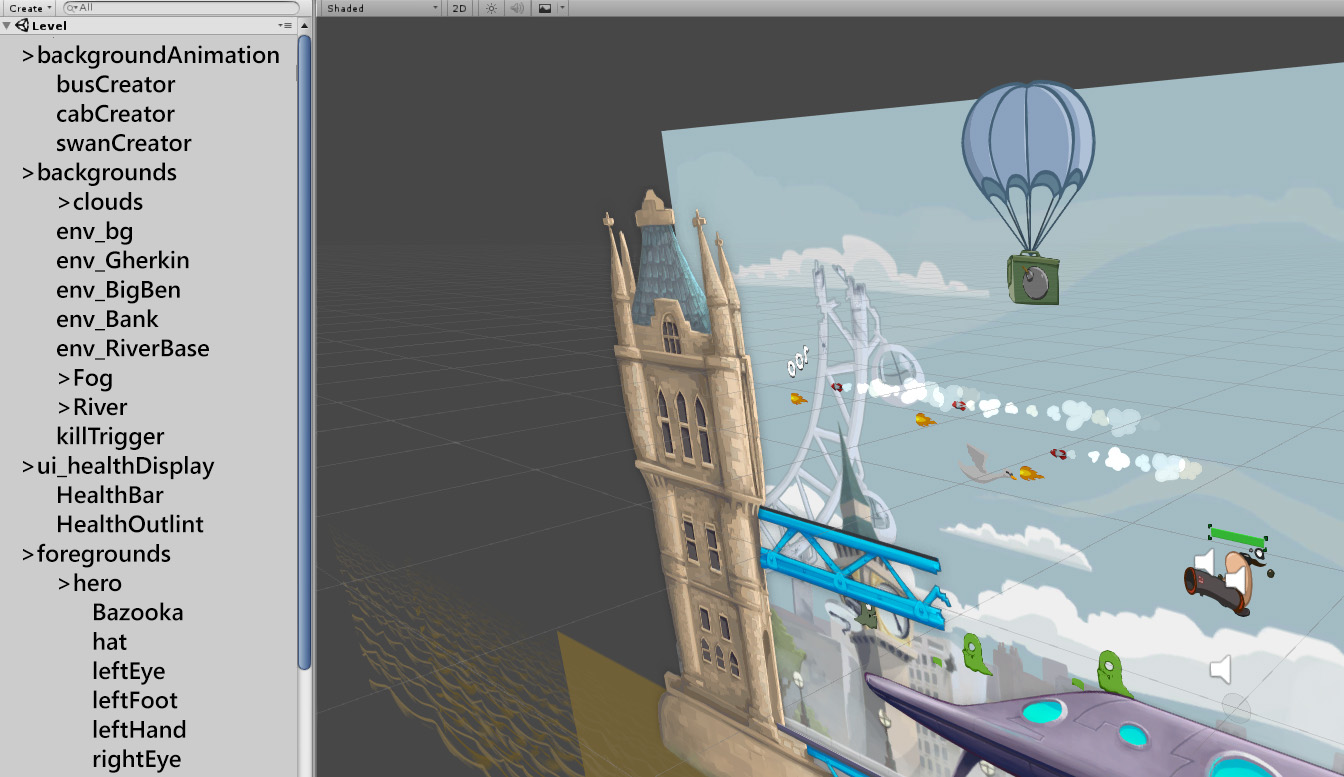 Create
All
Shaded
2D
Level
>backgroundAnimation
busCreator
cabCreator
swanCreator
>backgrounds
>clouds
env_bg
env_Gherkin
env_BigBen
env_Bank
env_RiverBase
>Fog
>River
killTrigger
>ui_healthDisplay
HealthBar
HealthOutlint
>foregrounds
>hero
Bazooka
hat
leftEye
leftFoot
leftHand
rightEye